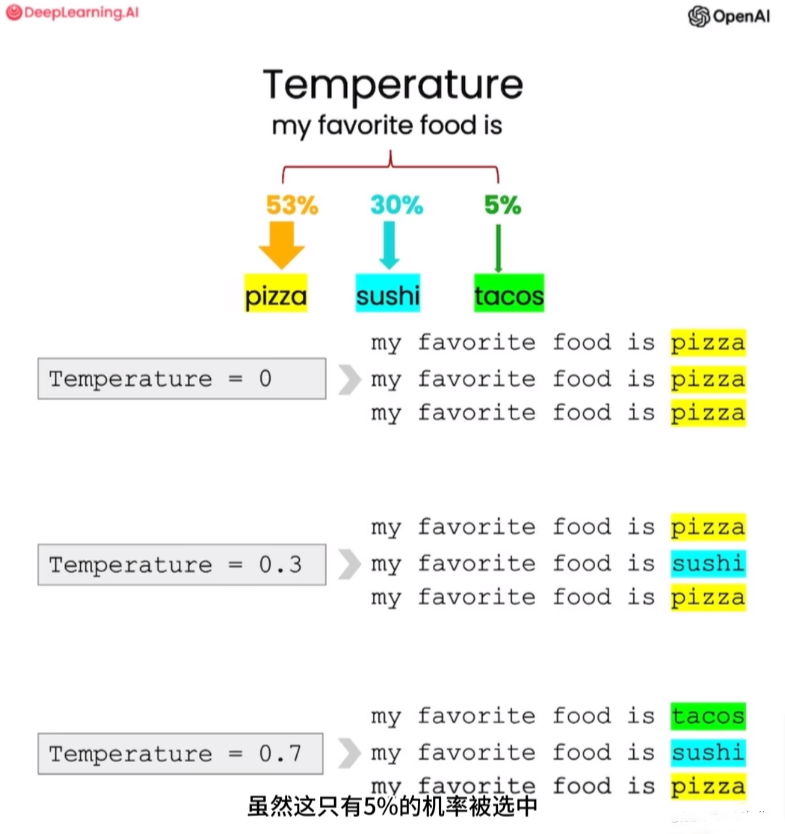 DeepLearning.AI
OpenAI
Temperature
my favorite food is
53% 30% 5%
pizza sushi tacos
my favorite food is pizza
Temperature = 0
my favorite food is pizza
my favorite food is pizza
my favorite food is pizza
Temperature = 0.3
my favorite food is sushi
my favorite food is pizza
my favorite food is tacos
Temperature = 0.7
my favorite food is sushi
my favorite food is pizza
虽然这只有5%的机率被选中